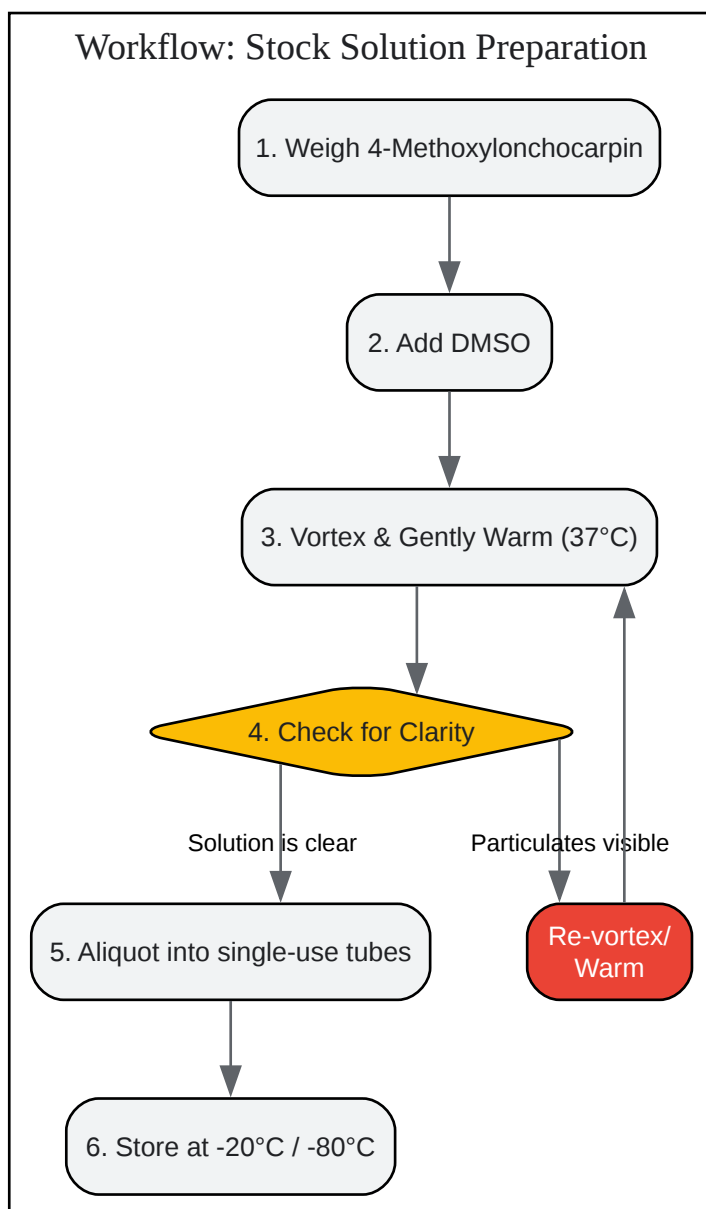 Workflow: Stock Solution Preparation
1. Weigh 4-Methoxylonchocarpin
2. Add DMSO
3. Vortex & Gently Warm (37°C)
4. Check for Clarity
Solution is clear
Particulates visible
5. Aliquot into single-use tubes
Re-vortex/
Warm
6. Store at -20°C / -80°C